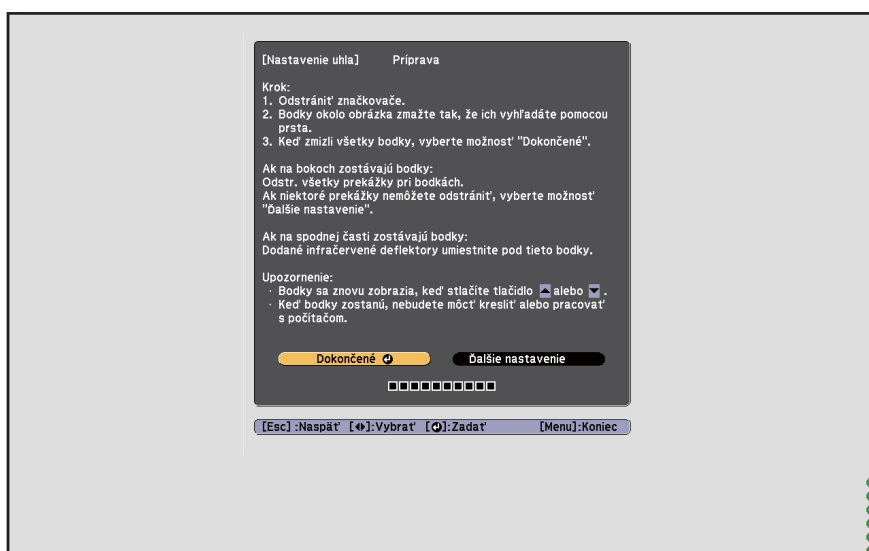 [Nastavenie uhla] Príprava
Krok:
1. Odstrániť značkovače.
2. Bodky okolo obrázka zmažte tak, že ich vyhľadáte pomocou
prsta.
3. Keď zmizli všetky bodky, vyberte možnosť "Dokončené".
Ak na bokoch zostávajú bodky:
Odstr. všetky prekážky pri bodkách.
Ak niektoré prekážky nemôžete odstrániť, vyberte možnosť
"Ďalšie nastavenie".
Ak na spodnej časti zostávajú bodky:
Dodané infračervené deflektory umiestnite pod tieto bodky.
Upozornenie:
· Bodky sa znovu zobrazia, keď stlačíte tlačidlo ▲ alebo ▼ .
· Keď bodky zostanú, nebudete môcť kresliť alebo pracovať
s počítačom.
Dokončené Ďalšie nastavenie
[Esc] :Naspäť [◀▶]:Vybrať [↵]:Zadať [Menu]:Koniec